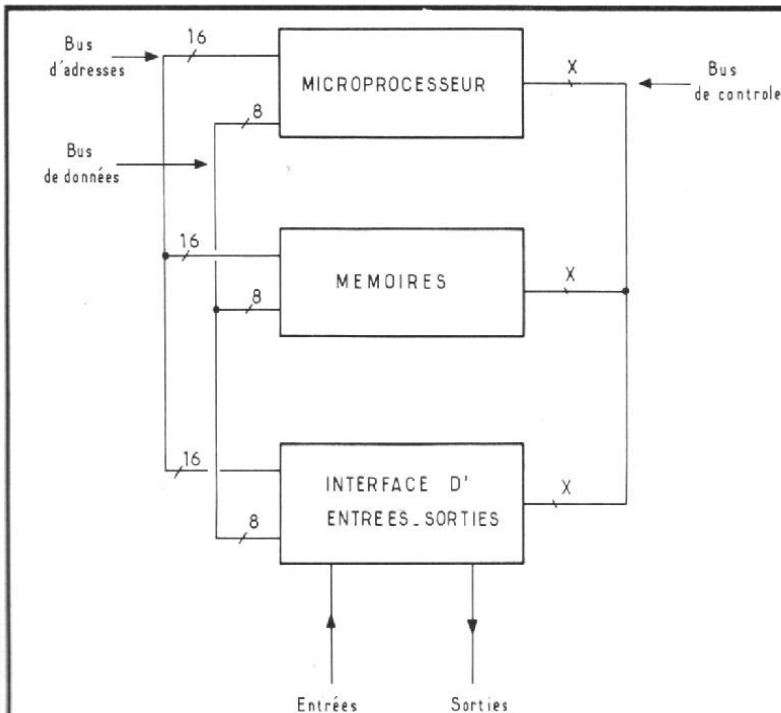 Bus
d'adresses
16
MICROPROCESSEUR
X
Bus
de controle
8
Bus
de données
16
MEMOIRES
X
8
16
INTERFACE D'
ENTREES_SORTIES
X
8
Entrées
Sorties